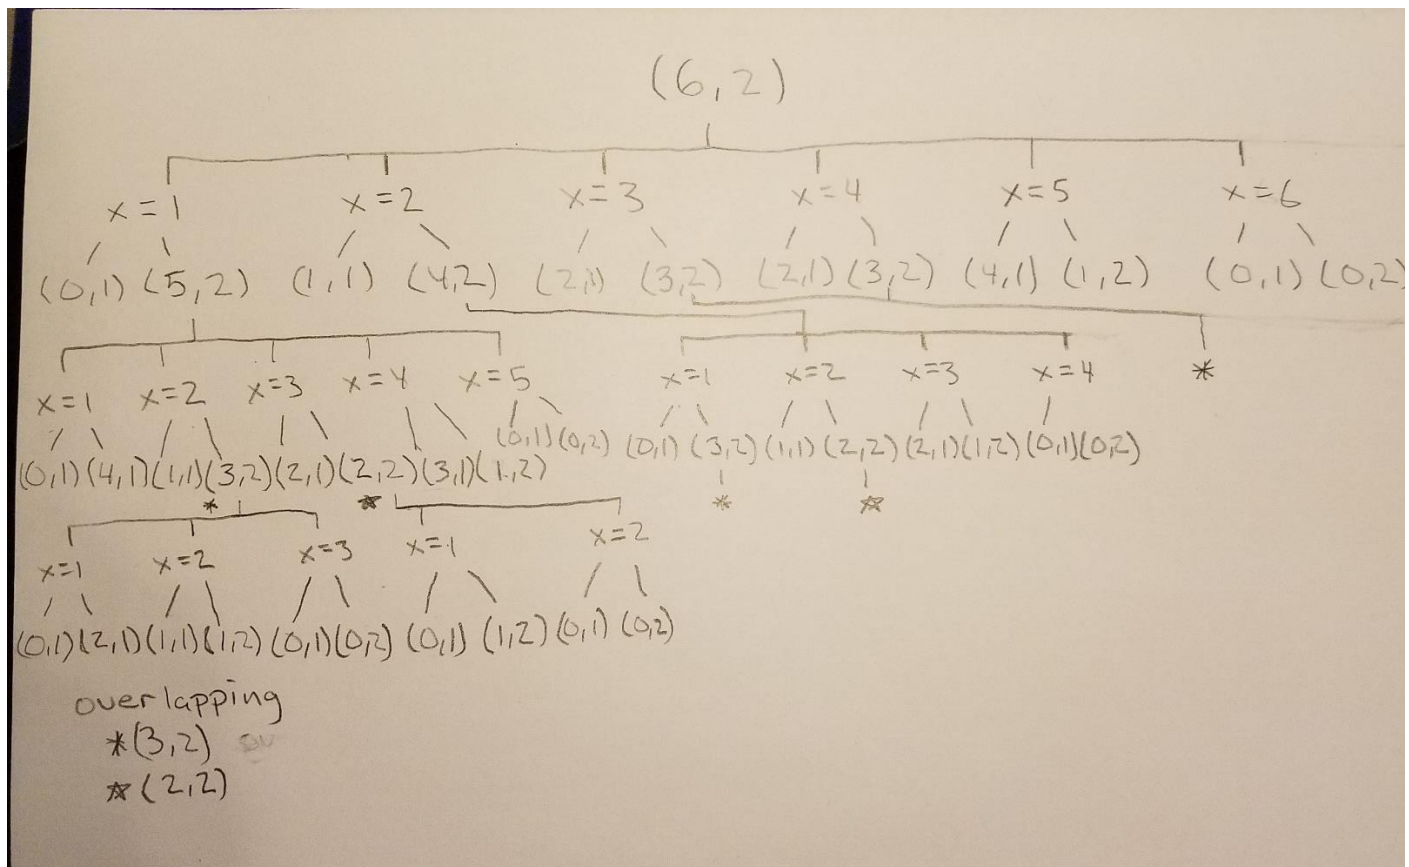 (6,2)
x=1 x=2 x=3 x=4 x=5 x=6
(0,1) (5,2) (1,1) (4,2) (2,1) (3,2) (2,1) (3,2) (4,1) (1,2) (0,1) (0,2)
x=1 x=2 x=3 x=4 x=5 x=1 x=2 x=3 x=4 *
(0,1) (4,1) (1,1) (3,2) (2,1) (2,2) (3,1) (1,2) (0,1) (0,2) (0,1) (3,2) (1,1) (2,2) (2,1) (1,2) (0,1) (0,2)
* ☆ * ☆
x=1 x=2 x=3 x=1 x=2
(0,1) (2,1) (1,1) (1,2) (0,1) (0,2) (0,1) (1,2) (0,1) (0,2)
overlapping
*(3,2)
☆(2,2)